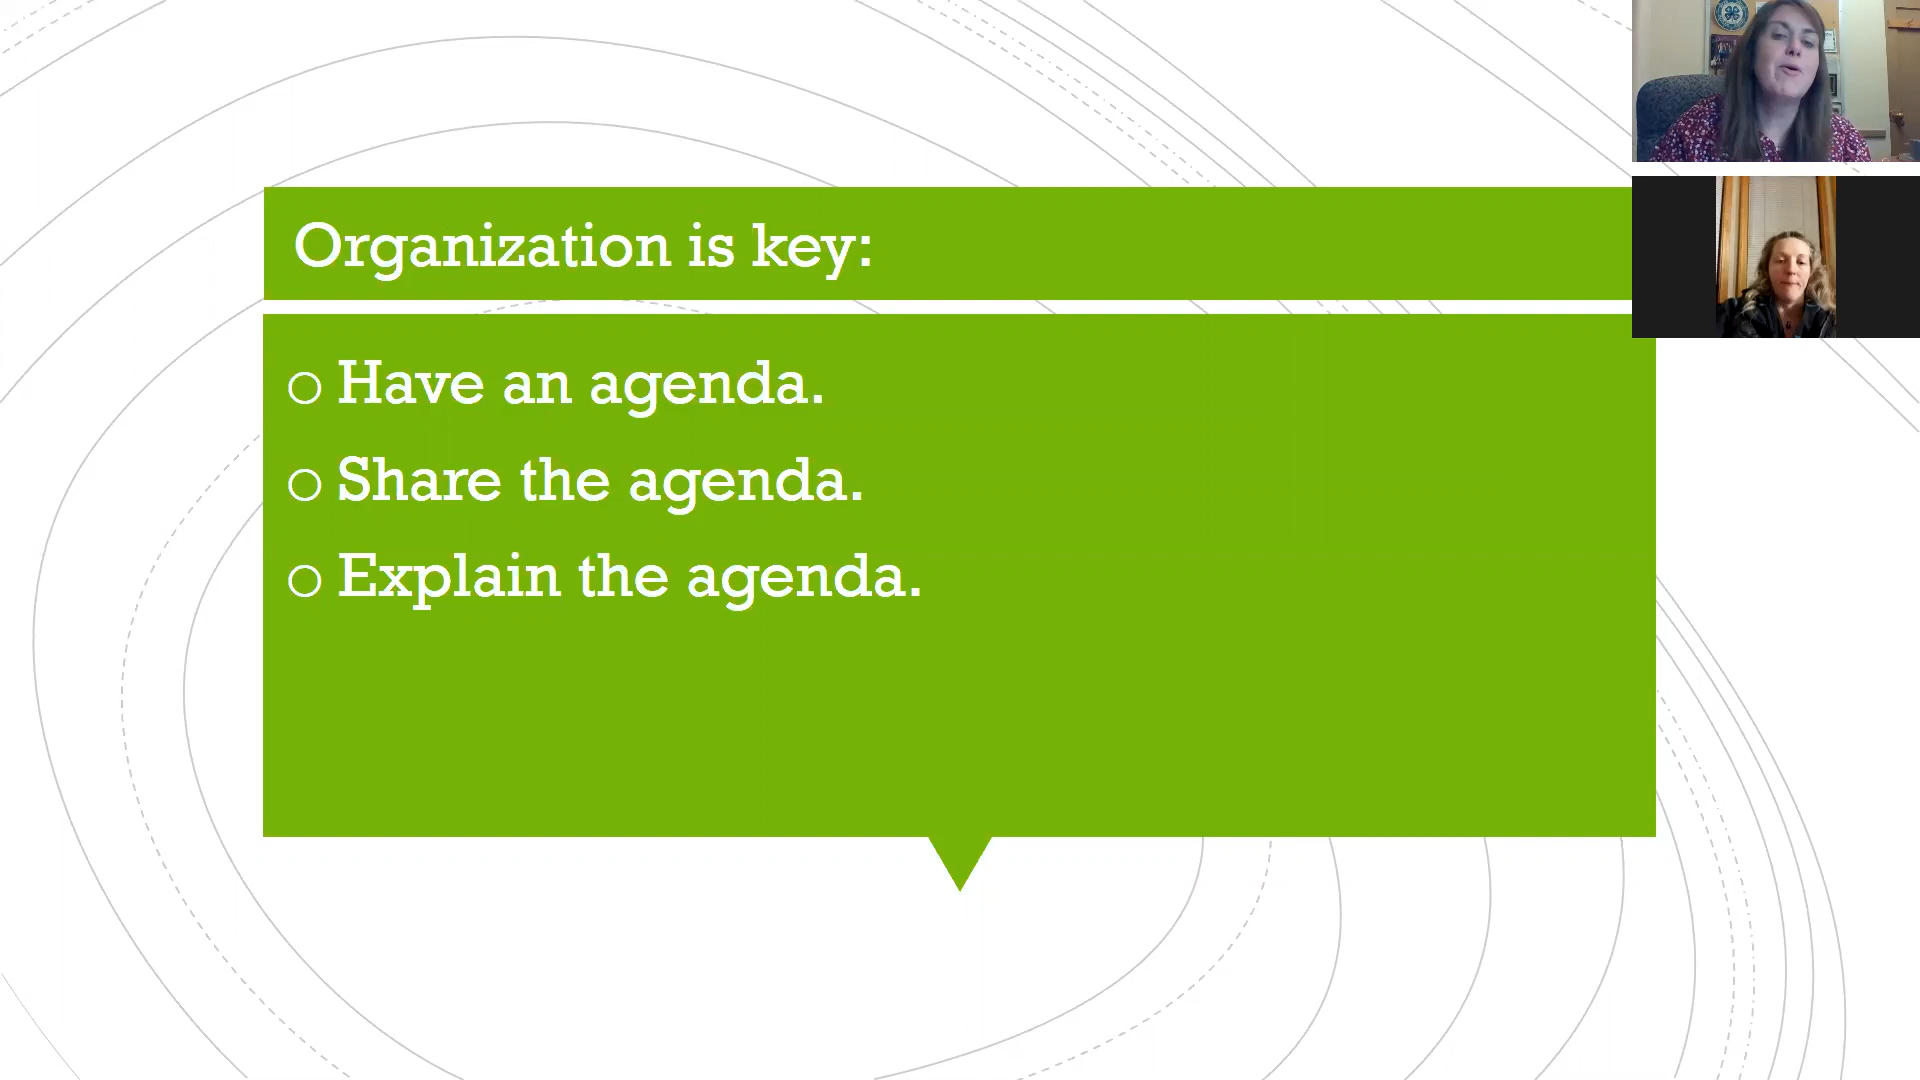 Organization is key:
Have an agenda.
Share the agenda.
Explain the agenda.